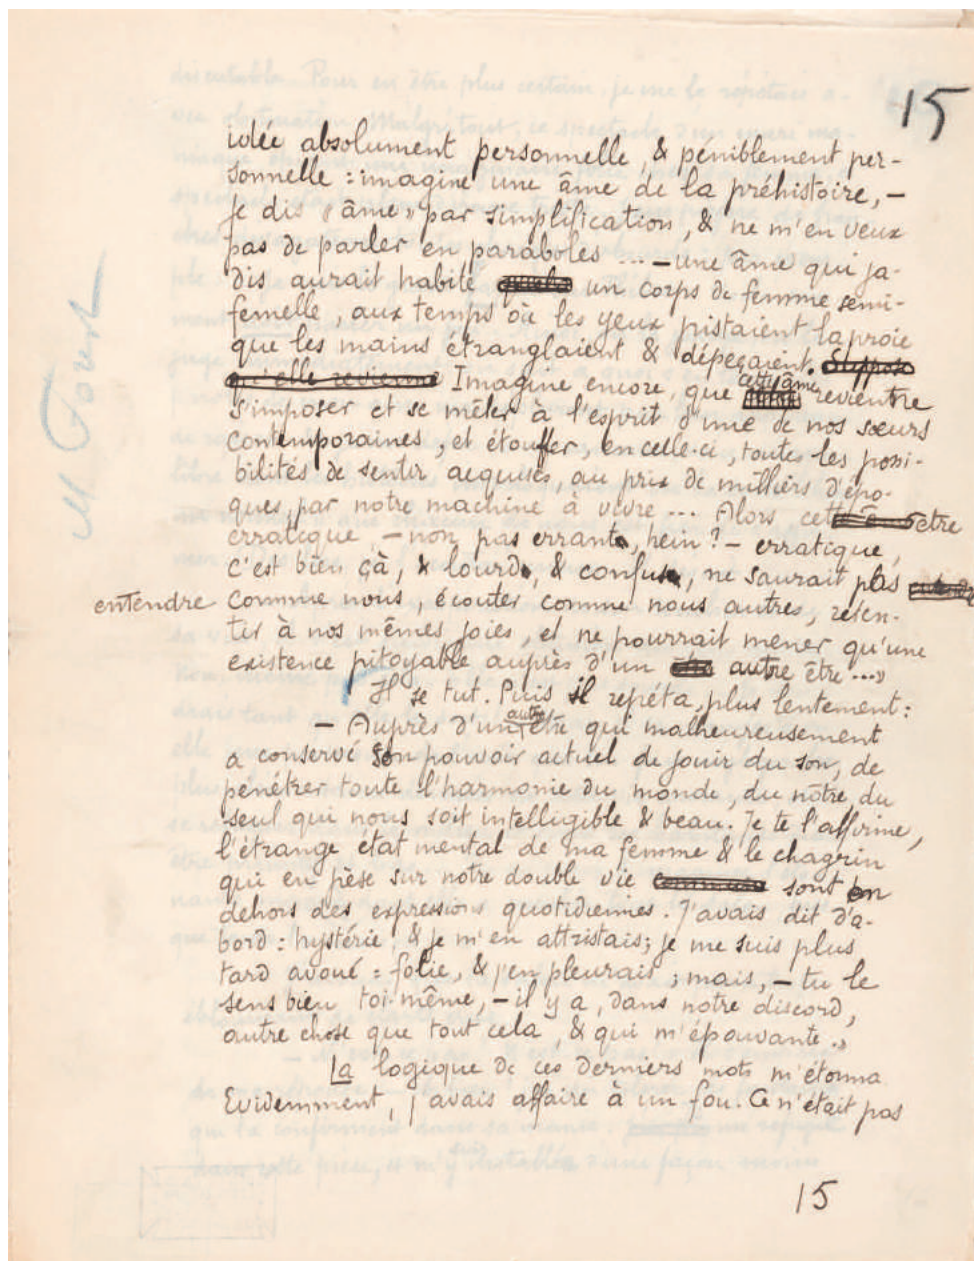 15
idée absolument personnelle, & péniblement per-
sonnelle : imagine une âme de la préhistoire, –
je dis « âme » par simplification, & ne m'en veux
pas de parler en paraboles ... – une âme qui ja-
dis aurait habité un corps de femme semi-
femelle, aux temps où les yeux pistaient la proie
que les mains étranglaient & dépeçaient. Suppose
qu'elle revienne Imagine encore, que cette âme revient
s'imposer et se mêler à l'esprit d'une de nos sœurs
contemporaines, et étouffer, en celle-ci, toutes les possi-
bilités de sentir acquises, au prix de milliers d'épo-
ques, par notre machine à vivre ... Alors cet être
erratique, – non pas errant, hein ? – erratique,
c'est bien çà, & lourd, & confus, ne saurait pas
entendre comme nous, écouter comme nous autres, reten-
tir à nos mêmes joies, et ne pourrait mener qu'une
existence pitoyable auprès d'un autre être ...»
Il se tut. Puis il repéta, plus lentement :
– Auprès d'un autre être qui malheureusement
a conservé son pouvoir actuel de jouir du son, de
pénétrer toute l'harmonie du monde, du nôtre, du
seul qui nous soit intelligible & beau. Je te l'affirme,
l'étrange état mental de ma femme & le chagrin
qui en pèse sur notre double vie commune sont en
dehors des expressions quotidiennes. J'avais dit d'a-
bord : hystérie, & je m'en attristais ; je me suis plus
tard avoué : folie, & j'en pleurais ; mais, – tu le
sens bien toi-même, – il y a, dans notre discord,
autre chose que tout cela, & qui m'épouvante.»
La logique de ces derniers mots m'étonna
Evidemment, j'avais affaire à un fou. Ce n'était pas
15